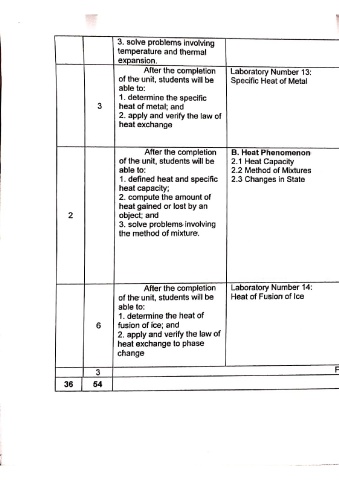 3. solve problems involving
temperature and thermal
expansion.
3
After the completion
of the unit, students will be
able to:
1. determine the specific
heat of metal; and
2. apply and verify the law of
heat exchange
Laboratory Number 13:
Specific Heat of Metal
2
After the completion
of the unit, students will be
able to:
1. defined heat and specific
heat capacity;
2. compute the amount of
heat gained or lost by an
object; and
3. solve problems involving
the method of mixture.
B. Heat Phenomenon
2.1 Heat Capacity
2.2 Method of Mixtures
2.3 Changes in State
6
After the completion
of the unit, students will be
able to:
1. determine the heat of
fusion of ice; and
2. apply and verify the law of
heat exchange to phase
change
Laboratory Number 14:
Heat of Fusion of Ice
3
F
36 54